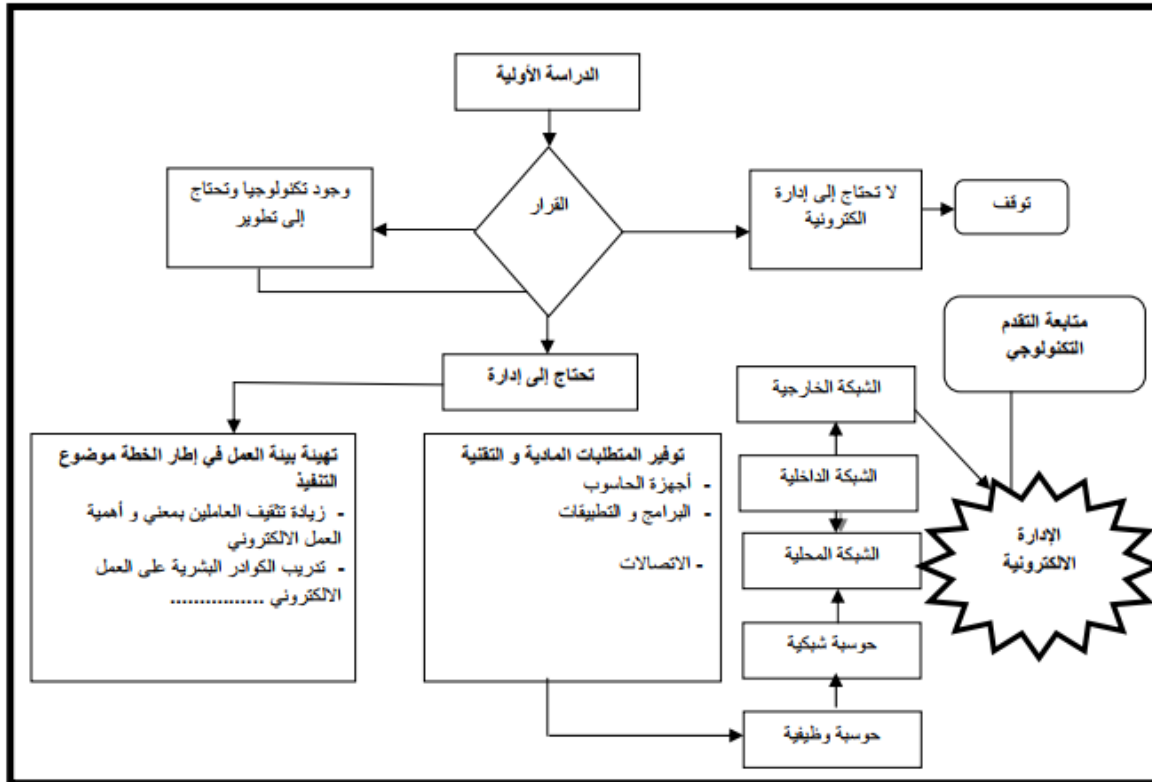 الدراسة الأولية
القرار
وجود تكنولوجيا وتحتاج
إلى تطوير
لا تحتاج إلى إدارة
الكترونية
توقف
متابعة التقدم
التكنولوجي
تحتاج إلى إدارة
الشبكة الخارجية
تهيئة بيئة العمل في إطار الخطة موضوع
التنفيذ
- زيادة تثقيف العاملين بمعني و أهمية
العمل الالكتروني
- تدريب الكوادر البشرية على العمل
الالكتروني ................
توفير المتطلبات المادية و التقنية
- أجهزة الحاسوب
- البرامج و التطبيقات
- الاتصالات
الشبكة الداخلية
الشبكة المحلية
الإدارة
الالكترونية
حوسبة شبكية
حوسبة وظيفية